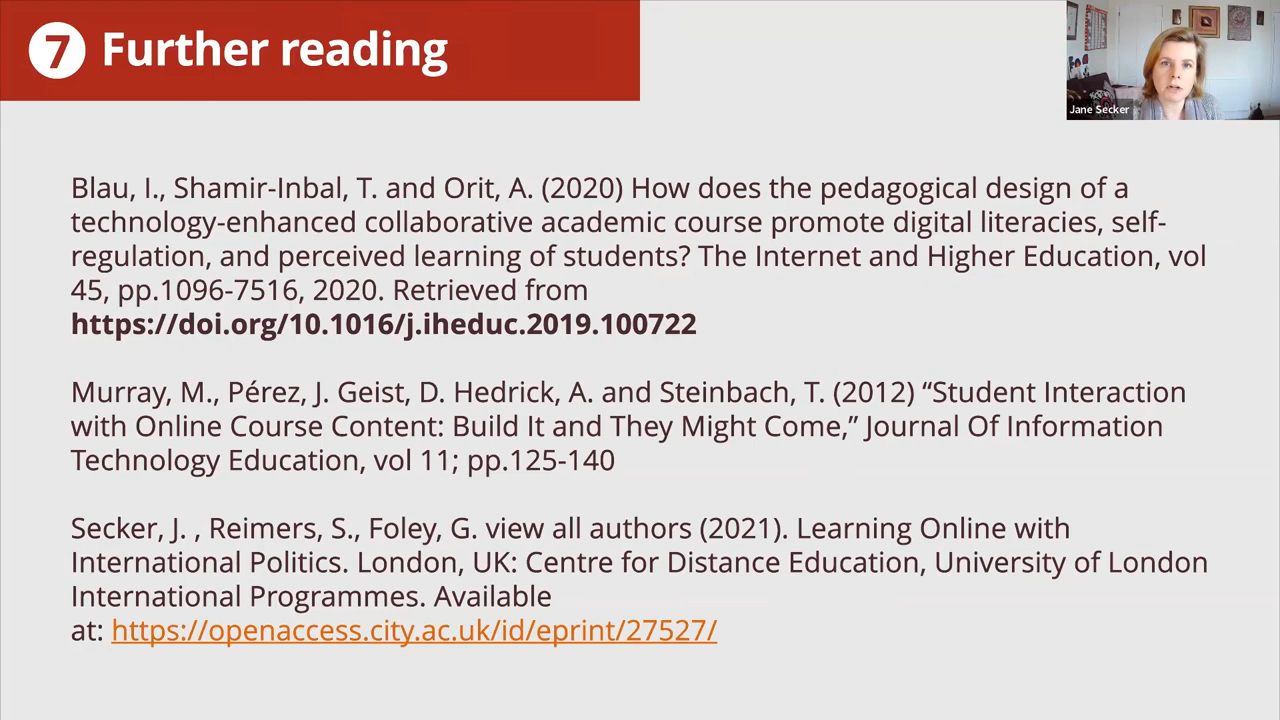 7 Further reading
Jane Secker
Blau, I., Shamir-Inbal, T. and Orit, A. (2020) How does the pedagogical design of a
technology-enhanced collaborative academic course promote digital literacies, self-
regulation, and perceived learning of students? The Internet and Higher Education, vol
45, pp.1096-7516, 2020. Retrieved from
https://doi.org/10.1016/j.iheduc.2019.100722
Murray, M., Pérez, J. Geist, D. Hedrick, A. and Steinbach, T. (2012) “Student Interaction
with Online Course Content: Build It and They Might Come,” Journal Of Information
Technology Education, vol 11; pp.125-140
Secker, J. , Reimers, S., Foley, G. view all authors (2021). Learning Online with
International Politics. London, UK: Centre for Distance Education, University of London
International Programmes. Available
at: https://openaccess.city.ac.uk/id/eprint/27527/